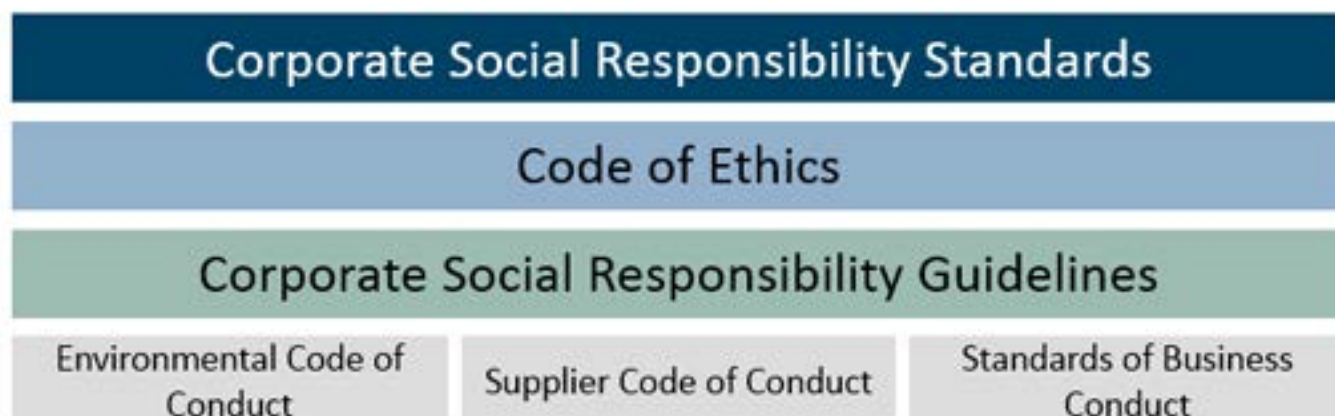 Corporate Social Responsibility Standards
Code of Ethics
Corporate Social Responsibility Guidelines
Environmental Code of
Conduct
Supplier Code of Conduct
Standards of Business
Conduct